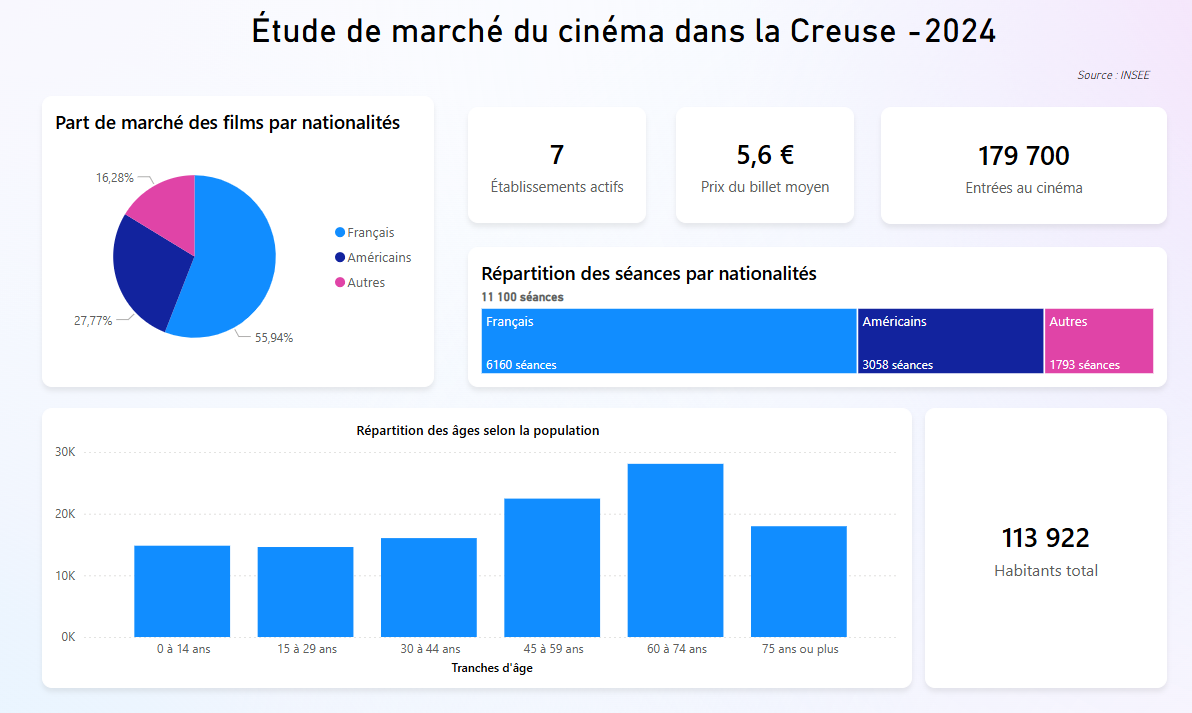 Étude de marché du cinéma dans la Creuse -2024
Source : INSEE
Part de marché des films par nationalités
16,28%
27,77%
55,94%
Français
Américains
Autres
7
Établissements actifs
5,6 €
Prix du billet moyen
179 700
Entrées au cinéma
Répartition des séances par nationalités
11 100 séances
Français
Américains
Autres
6160 séances
3058 séances
1793 séances
Répartition des âges selon la population
30K
20K
10K
0K
0 à 14 ans
15 à 29 ans
30 à 44 ans
45 à 59 ans
60 à 74 ans
75 ans ou plus
Tranches d'âge
113 922
Habitants total